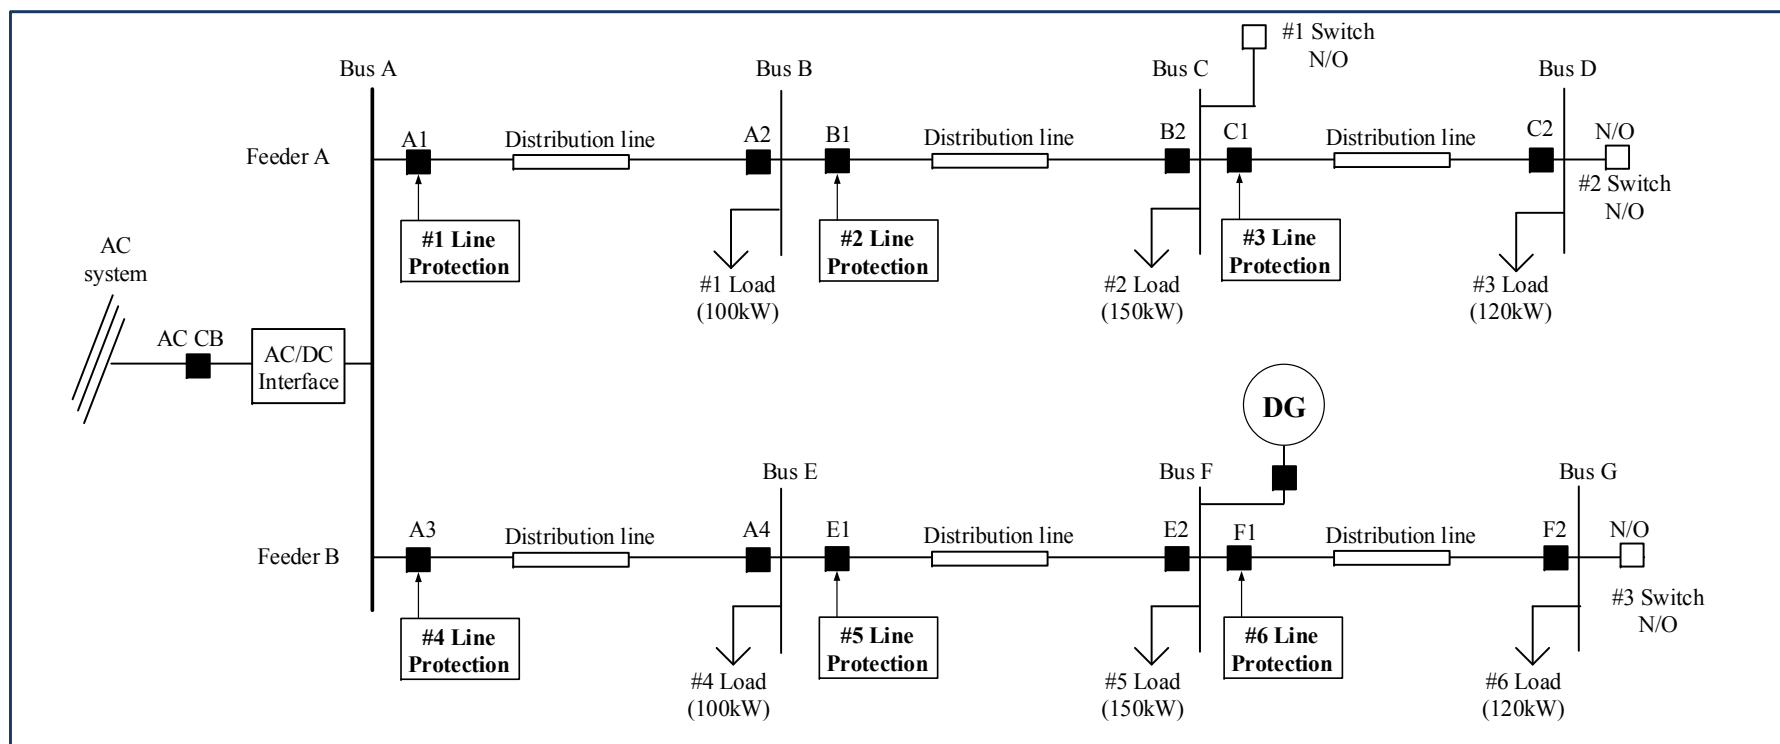 #1 Switch
N/O
Bus A
Bus B
Bus C
Bus D
A1
Distribution line
A2
B1
Distribution line
B2
C1
Distribution line
C2
N/O
Feeder A
#2 Switch
N/O
#1 Line
Protection
#2 Line
Protection
#3 Line
Protection
#1 Load
(100kW)
#2 Load
(150kW)
#3 Load
(120kW)
AC
system
AC CB
AC/DC
Interface
DG
Bus E
Bus F
Bus G
A3
Distribution line
A4
E1
Distribution line
E2
F1
Distribution line
F2
N/O
Feeder B
#3 Switch
N/O
#4 Line
Protection
#5 Line
Protection
#6 Line
Protection
#4 Load
(100kW)
#5 Load
(150kW)
#6 Load
(120kW)